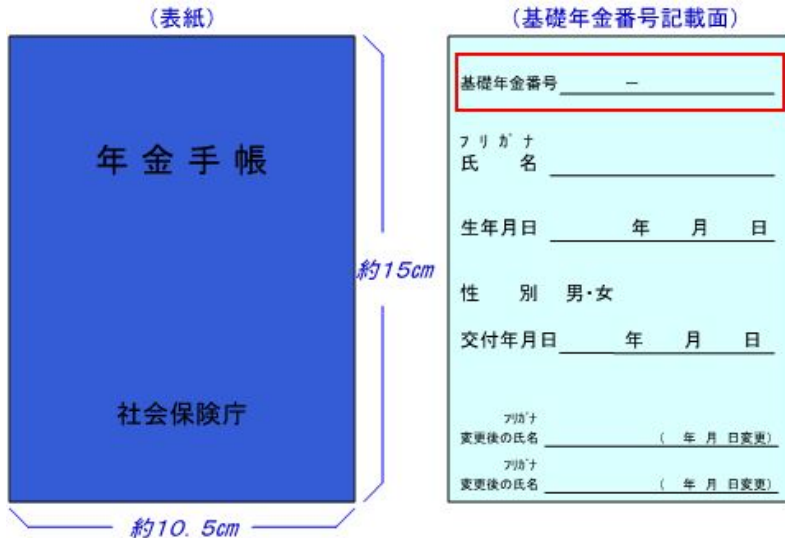 (表紙)
年金手帳
社会保険庁
約15cm
約10.5cm
(基礎年金番号記載面)
基礎年金番号 －
フリガナ
氏 名
生年月日 年 月 日
性 別 男・女
交付年月日 年 月 日
フリガナ
変更後の氏名 ( 年 月 日変更)
フリガナ
変更後の氏名 ( 年 月 日変更)